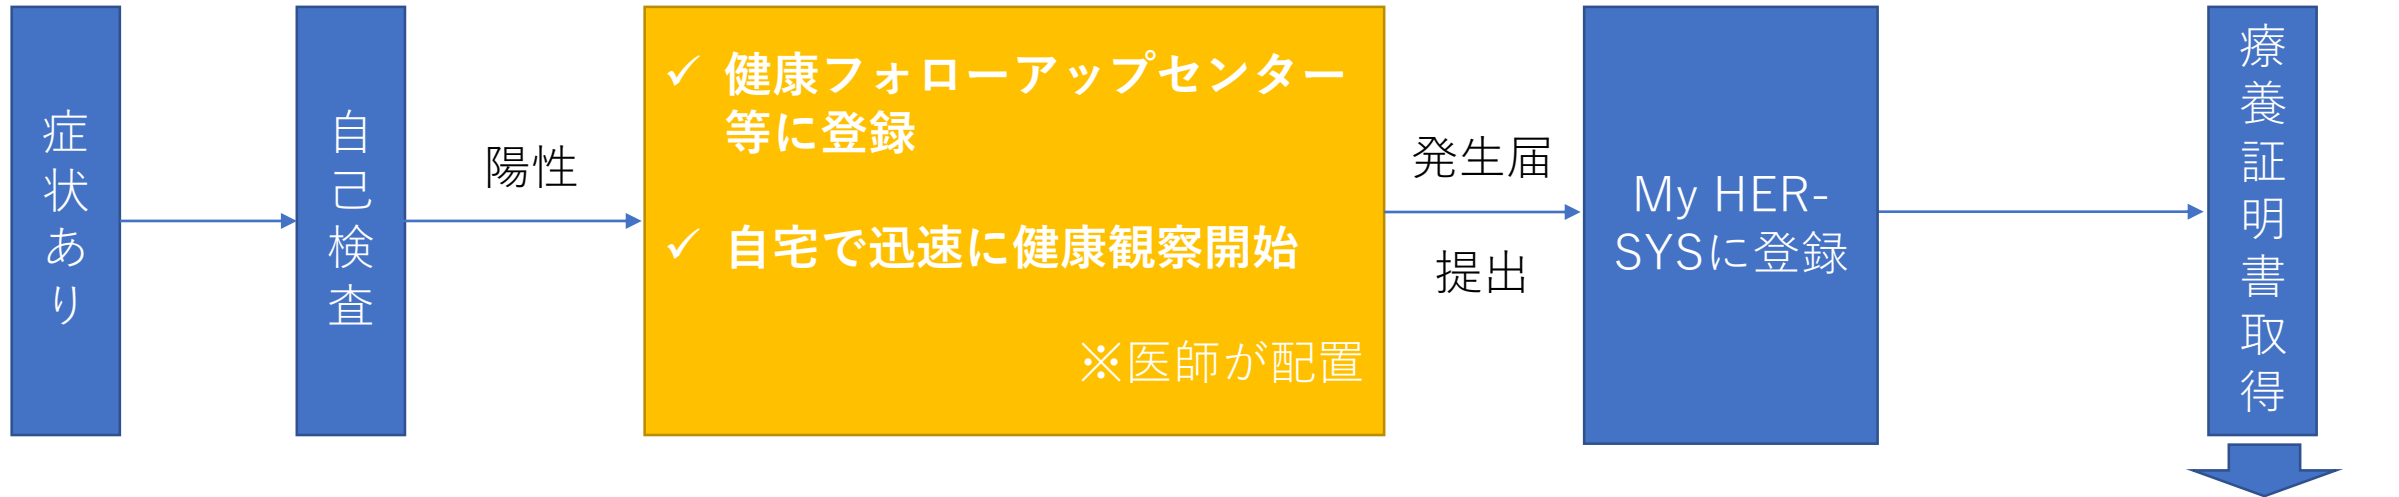 症状あり
自己検査
陽性
✓ 健康フォローアップセンター
等に登録
✓ 自宅で迅速に健康観察開始
※医師が配置
発生届
提出
My HER-
SYSに登録
療養証明書取得